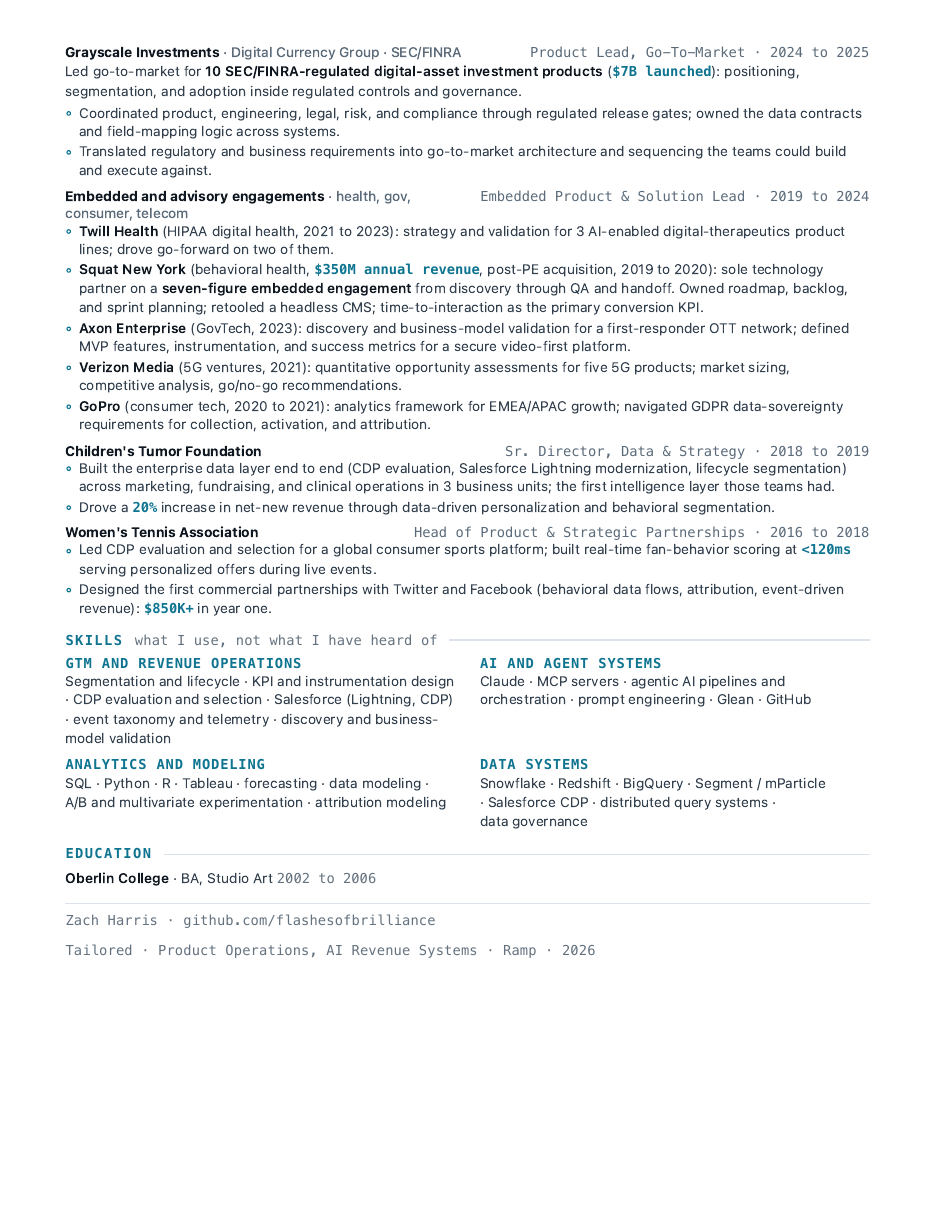 Grayscale Investments · Digital Currency Group · SEC/FINRA Product Lead, Go-To-Market · 2024 to 2025
Led go-to-market for 10 SEC/FINRA-regulated digital-asset investment products ($7B launched): positioning,
segmentation, and adoption inside regulated controls and governance.
Coordinated product, engineering, legal, risk, and compliance through regulated release gates; owned the data contracts
and field-mapping logic across systems.
Translated regulatory and business requirements into go-to-market architecture and sequencing the teams could build
and execute against.
Embedded and advisory engagements · health, gov, Embedded Product & Solution Lead · 2019 to 2024
consumer, telecom
Twill Health (HIPAA digital health, 2021 to 2023): strategy and validation for 3 AI-enabled digital-therapeutics product
lines; drove go-forward on two of them.
Squat New York (behavioral health, $350M annual revenue, post-PE acquisition, 2019 to 2020): sole technology
partner on a seven-figure embedded engagement from discovery through QA and handoff. Owned roadmap, backlog,
and sprint planning; retooled a headless CMS; time-to-interaction as the primary conversion KPI.
Axon Enterprise (GovTech, 2023): discovery and business-model validation for a first-responder OTT network; defined
MVP features, instrumentation, and success metrics for a secure video-first platform.
Verizon Media (5G ventures, 2021): quantitative opportunity assessments for five 5G products; market sizing,
competitive analysis, go/no-go recommendations.
GoPro (consumer tech, 2020 to 2021): analytics framework for EMEA/APAC growth; navigated GDPR data-sovereignty
requirements for collection, activation, and attribution.
Children's Tumor Foundation Sr. Director, Data & Strategy · 2018 to 2019
Built the enterprise data layer end to end (CDP evaluation, Salesforce Lightning modernization, lifecycle segmentation)
across marketing, fundraising, and clinical operations in 3 business units; the first intelligence layer those teams had.
Drove a 20% increase in net-new revenue through data-driven personalization and behavioral segmentation.
Women's Tennis Association Head of Product & Strategic Partnerships · 2016 to 2018
Led CDP evaluation and selection for a global consumer sports platform; built real-time fan-behavior scoring at <120ms
serving personalized offers during live events.
Designed the first commercial partnerships with Twitter and Facebook (behavioral data flows, attribution, event-driven
revenue): $850K+ in year one.
SKILLS what I use, not what I have heard of
GTM AND REVENUE OPERATIONS
Segmentation and lifecycle · KPI and instrumentation design
· CDP evaluation and selection · Salesforce (Lightning, CDP)
· event taxonomy and telemetry · discovery and business-
model validation
AI AND AGENT SYSTEMS
Claude · MCP servers · agentic AI pipelines and
orchestration · prompt engineering · Glean · GitHub
ANALYTICS AND MODELING
SQL · Python · R · Tableau · forecasting · data modeling ·
A/B and multivariate experimentation · attribution modeling
DATA SYSTEMS
Snowflake · Redshift · BigQuery · Segment / mParticle
· Salesforce CDP · distributed query systems ·
data governance
EDUCATION
Oberlin College · BA, Studio Art 2002 to 2006
Zach Harris · github.com/flashesofbrilliance
Tailored · Product Operations, AI Revenue Systems · Ramp · 2026